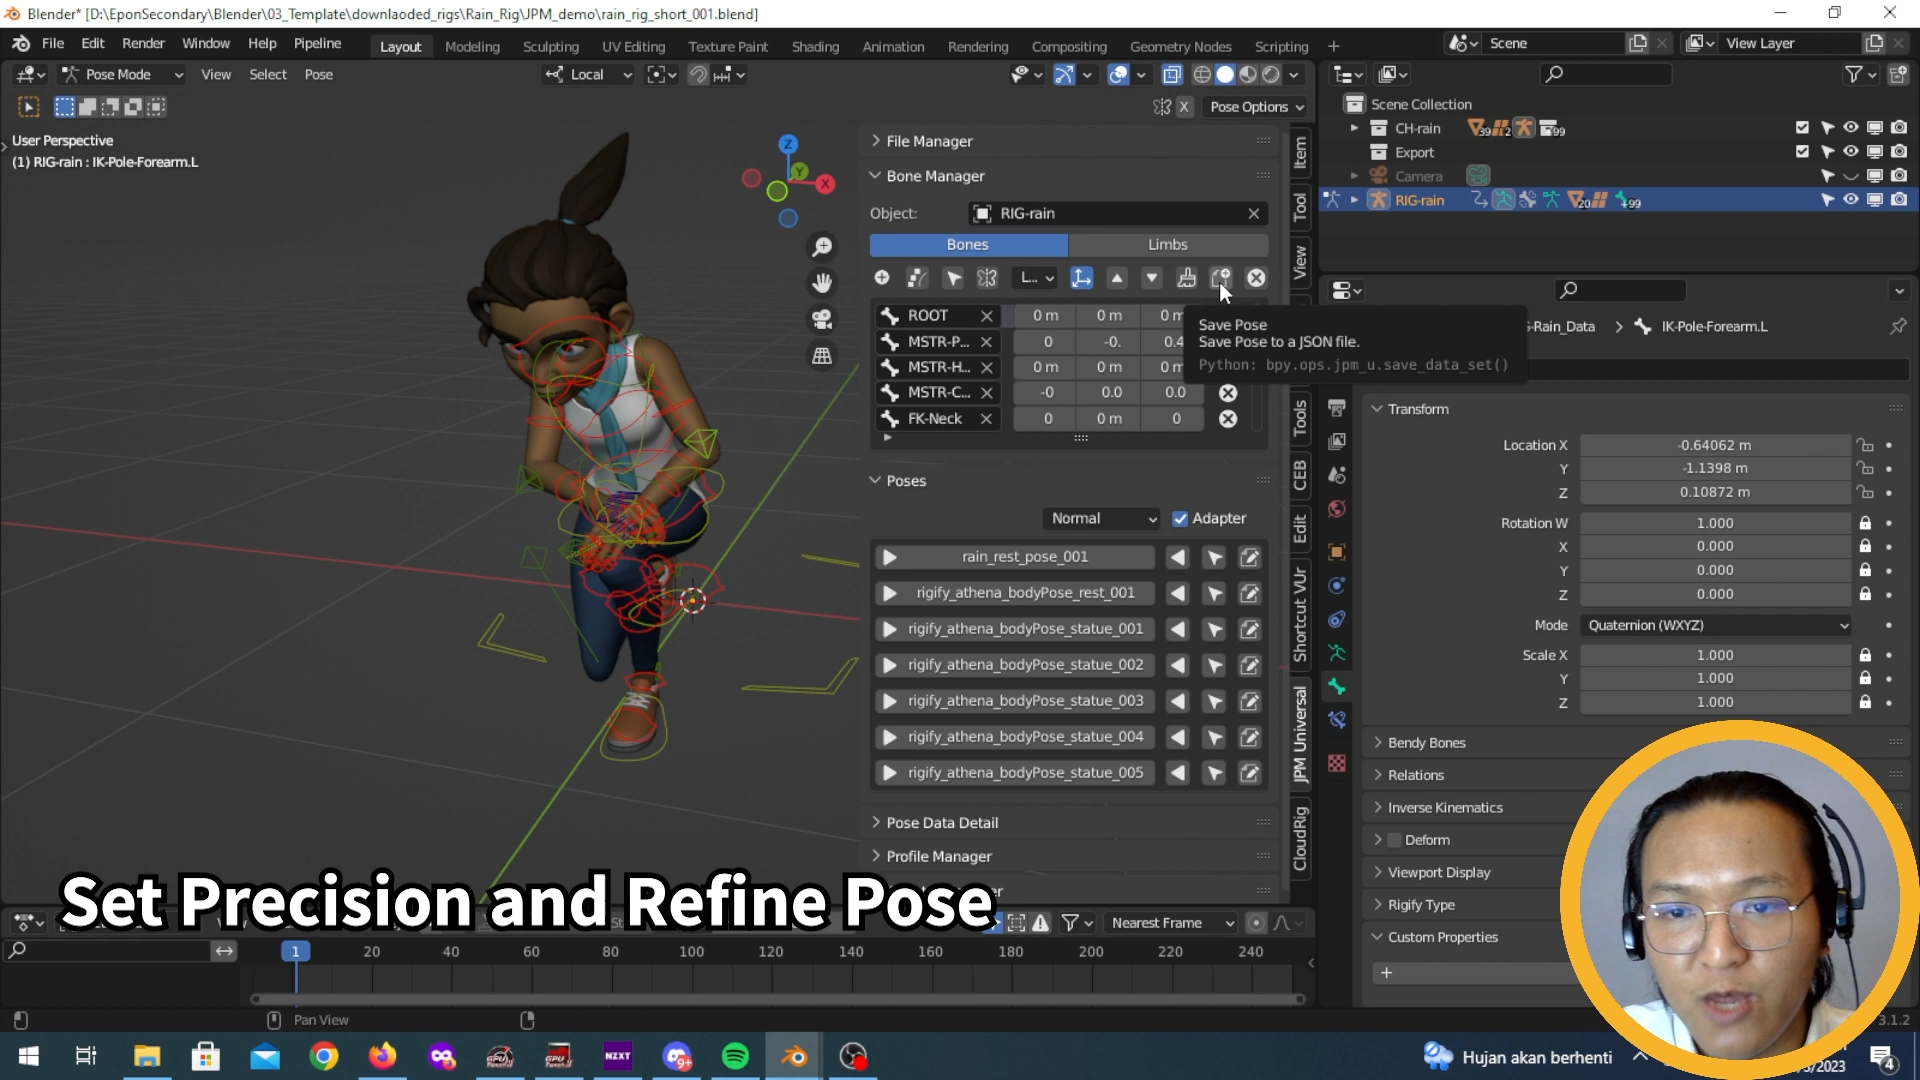 Blender* [D:\EponSecondary\Blender\03_Template\downlaoded_rigs\Rain_Rig\JPM_demo\rain_rig_short_001.blend]
File Edit Render Window Help Pipeline
Layout Modeling Sculpting UV Editing Texture Paint Shading Animation Rendering Compositing Geometry Nodes Scripting
Scene
View Layer
Pose Mode View Select Pose
Local
X
Pose Options
User Perspective
(1) RIG-rain : IK-Pole-Forearm.L
Z
Y
X
File Manager
Bone Manager
Object: RIG-rain
Bones Limbs
L...
ROOT 0 m 0 m 0 m
MSTR-P... 0 -0. 0.4
MSTR-H... 0 m 0 m 0 m
MSTR-C... -0 0.0 0.0
FK-Neck 0 0 m 0
Save Pose
Save Pose to a JSON file.
Python: bpy.ops.jpm_u.save_data_set()
Poses
Normal Adapter
rain_rest_pose_001
rigify_athena_bodyPose_rest_001
rigify_athena_bodyPose_statue_001
rigify_athena_bodyPose_statue_002
rigify_athena_bodyPose_statue_003
rigify_athena_bodyPose_statue_004
rigify_athena_bodyPose_statue_005
Pose Data Detail
Profile Manager
Item
Tool
View
Tools
CEB
Edit
Shortcut VUr
JPM Universal
CloudRig
Scene Collection
CH-rain 39 2 99
Export
Camera
RIG-rain 20 99
-Rain_Data IK-Pole-Forearm.L
Transform
Location X -0.64062 m
Y -1.1398 m
Z 0.10872 m
Rotation W 1.000
X 0.000
Y 0.000
Z 0.000
Mode Quaternion (WXYZ)
Scale X 1.000
Y 1.000
Z 1.000
Bendy Bones
Relations
Inverse Kinematics
Deform
Viewport Display
Rigify Type
Custom Properties
Set Precision and Refine Pose
Nearest Frame
1 20 40 60 80 100 120 140 160 180 200 220 240
Pan View
3.1.2
NZXT
9+
Hujan akan berhenti
/2023
4